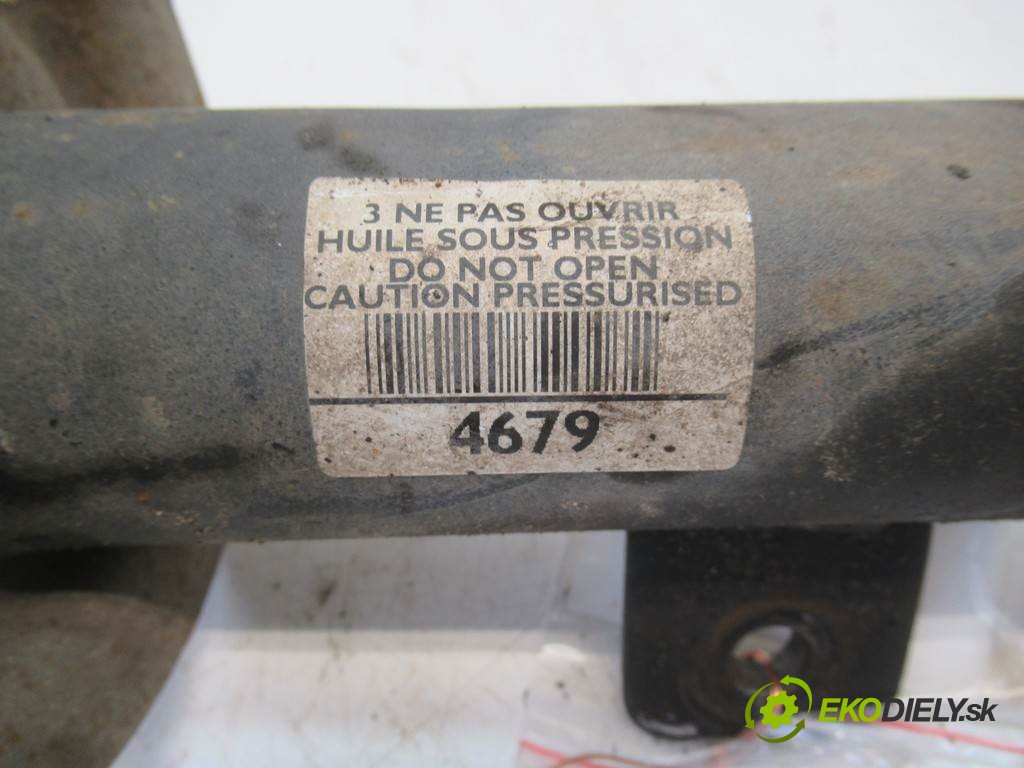 3 NE PAS OUVRIR
HUILE SOUS PRESSION
DO NOT OPEN
CAUTION PRESSURISED
4679
EKODIELY.sk